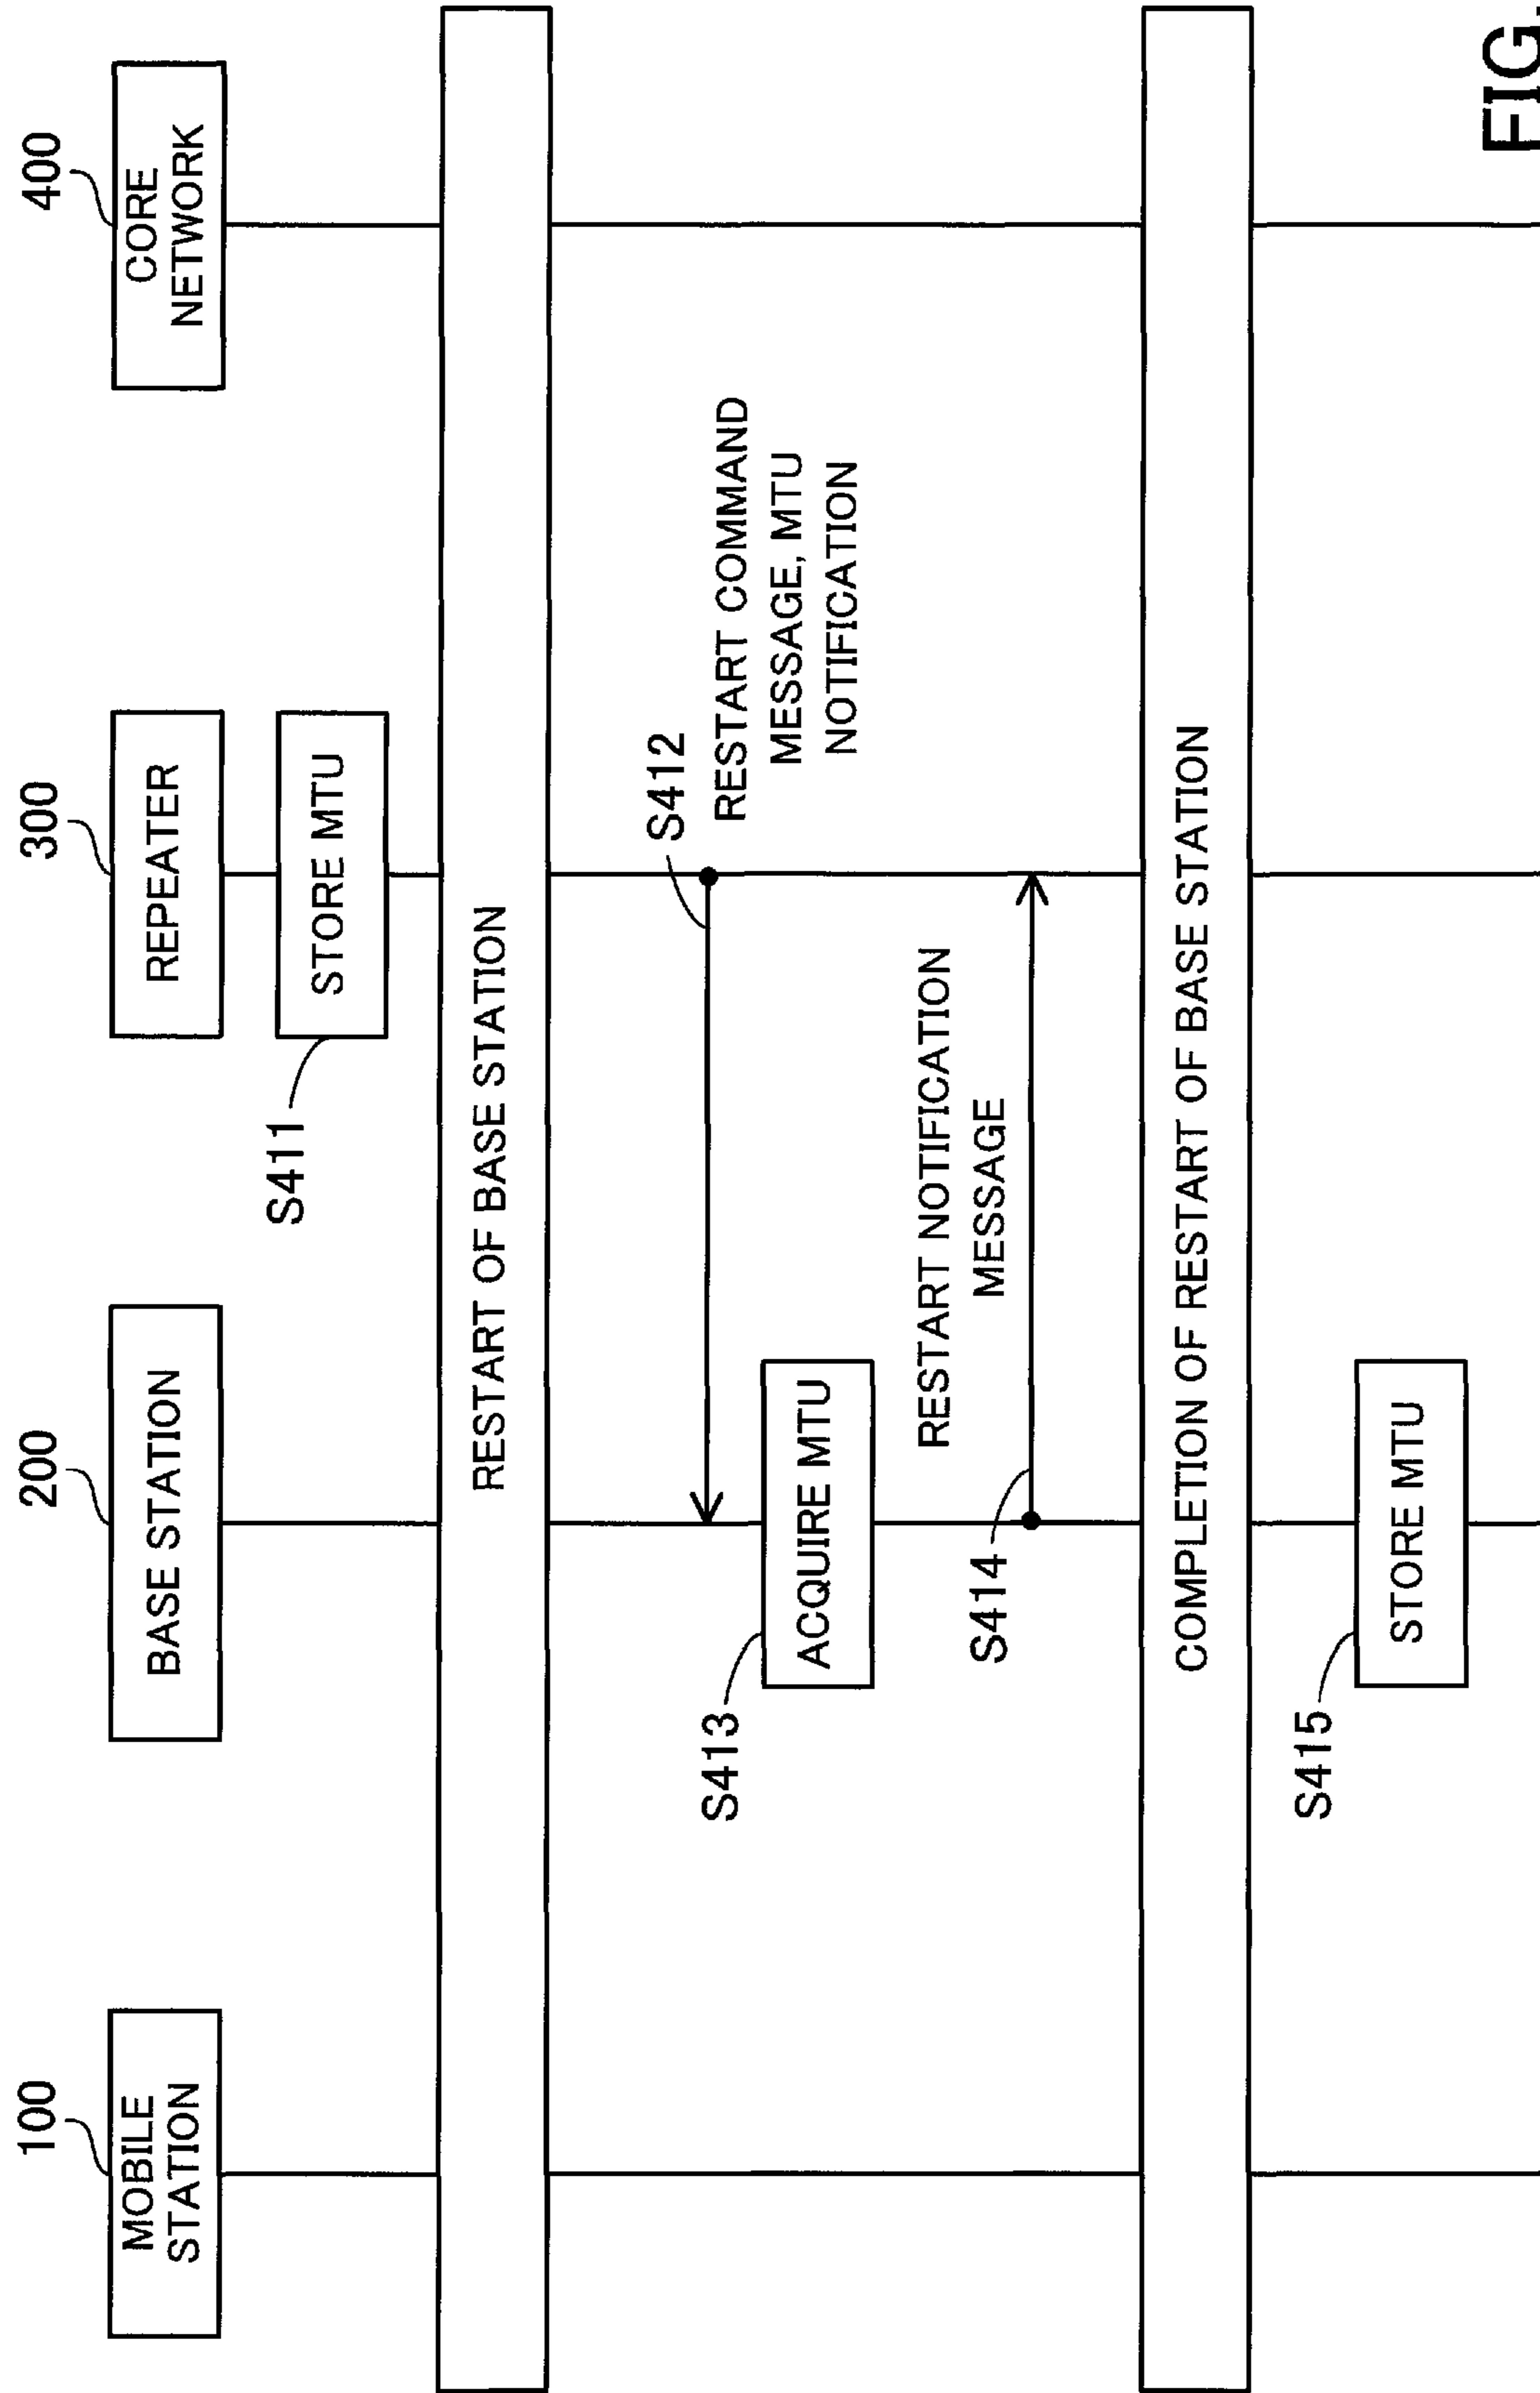 100
200
300
400
MOBILE
STATION
BASE STATION
REPEATER
CORE
NETWORK
STORE MTU
S411
RESTART OF BASE STATION
S412
RESTART COMMAND
MESSAGE, MTU
NOTIFICATION
S413
ACQUIRE MTU
RESTART NOTIFICATION
MESSAGE
S414
COMPLETION OF RESTART OF BASE STATION
S415
STORE MTU
FIG.